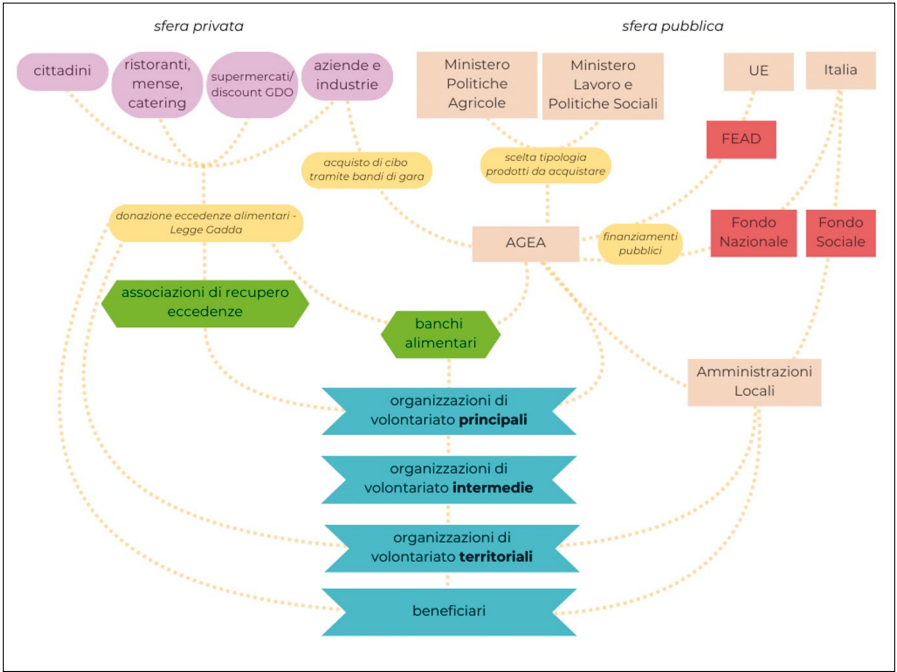 sfera privata
sfera pubblica
cittadini
ristoranti,
mense,
catering
supermercati/
discount GDO
aziende e
industrie
Ministero
Politiche
Agricole
Ministero
Lavoro e
Politiche Sociali
UE
Italia
FEAD
acquisto di cibo
tramite bandi di gara
scelta tipologia
prodotti da acquistare
donazione eccedenze alimentari -
Legge Gadda
AGEA
finanziamenti
pubblici
Fondo
Nazionale
Fondo
Sociale
associazioni di recupero
eccedenze
banchi
alimentari
Amministrazioni
Locali
organizzazioni di
volontariato principali
organizzazioni di
volontariato intermedie
organizzazioni di
volontariato territoriali
beneficiari